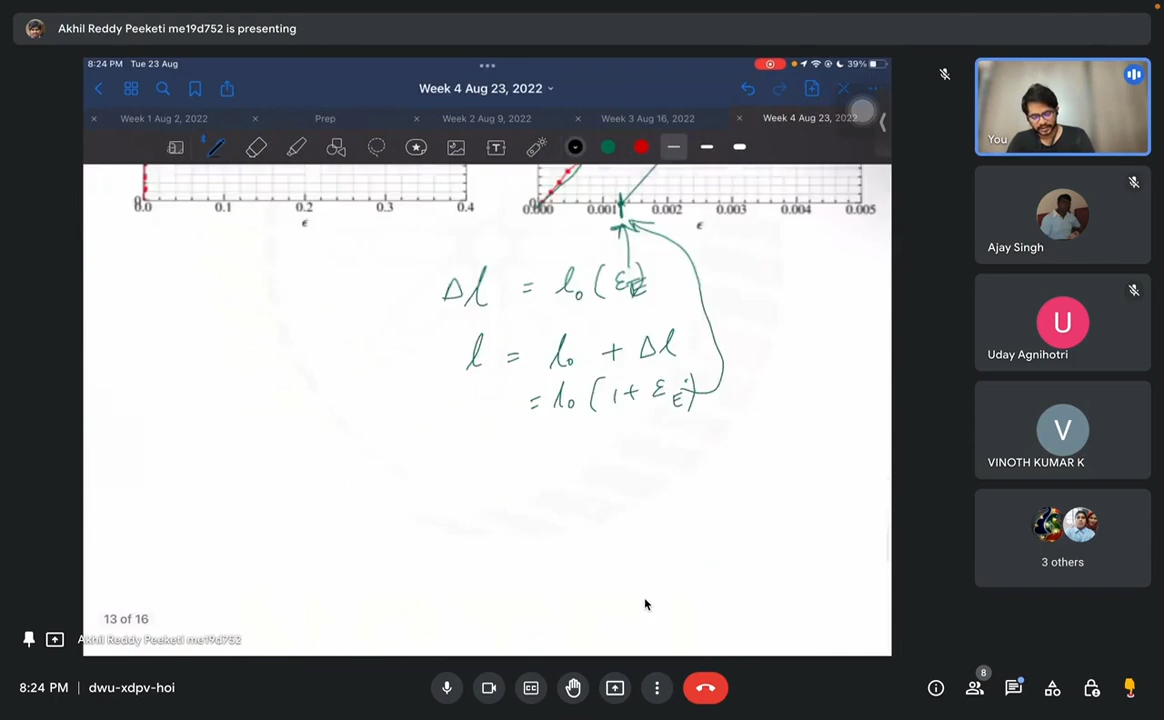 Akhil Reddy Peeketi me19d752 is presenting
8:24 PM Tue 23 Aug
39%
Week 4 Aug 23, 2022
Week 1 Aug 2, 2022
Prep
Week 2 Aug 9, 2022
Week 3 Aug 16, 2022
Week 4 Aug 23, 2022
0.0 0.1 0.2 0.3 0.4
ϵ
0.000 0.001 0.002 0.003 0.004 0.005
ϵ
Δl = l₀(ε_E)
l = l₀ + Δl
= l₀(1 + ε_E)
13 of 16
Akhil Reddy Peeketi me19d752
You
Ajay Singh
U
Uday Agnihotri
V
VINOTH KUMAR K
3 others
8:24 PM | dwu-xdpv-hoi
8